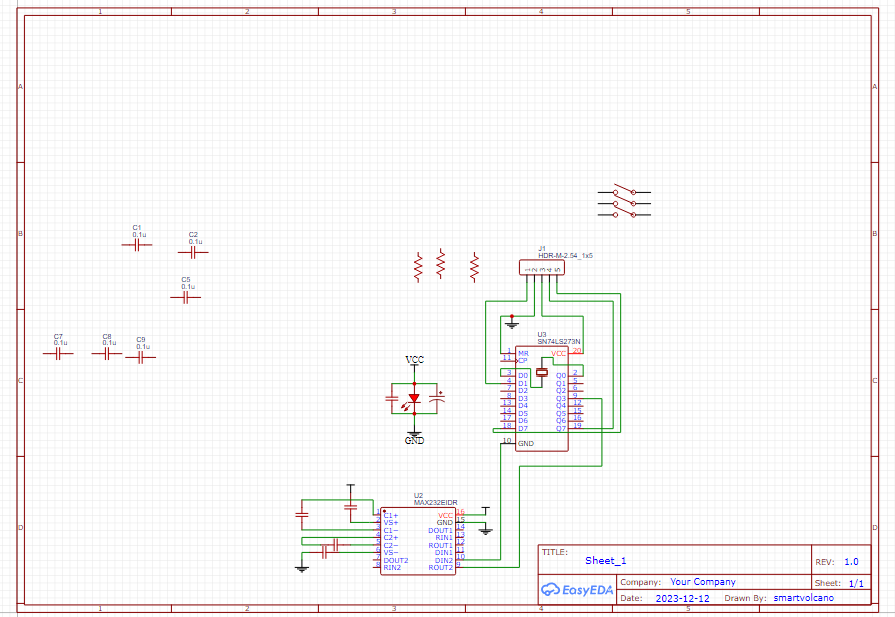 1 2 3 4 5
A A
B B
C1
0.1u
C2
0.1u
C5
0.1u
J1
HDR-M-2.54_1x5
1 2 3 4 5
C7
0.1u
C8
0.1u
C9
0.1u
U3
SN74LS273N
1 MR VCC 20
11 CP
3 D0 Q0 2
4 D1 Q1 5
7 D2 Q2 6
8 D3 Q3 9
13 D4 Q4 12
14 D5 Q5 15
17 D6 Q6 16
18 D7 Q7 19
10 GND
VCC
GND
C C
U2
MAX232EIDR
1 C1+ VCC 16
2 VS+ GND 15
3 C1− DOUT1 14
4 C2+ RIN1 13
5 C2− ROUT1 12
6 VS− DIN1 11
7 DOUT2 DIN2 10
8 RIN2 ROUT2 9
D D
TITLE:
Sheet_1
REV: 1.0
EasyEDA
Company: Your Company
Sheet: 1/1
Date: 2023-12-12 Drawn By: smartvolcano
1 2 3 4 5